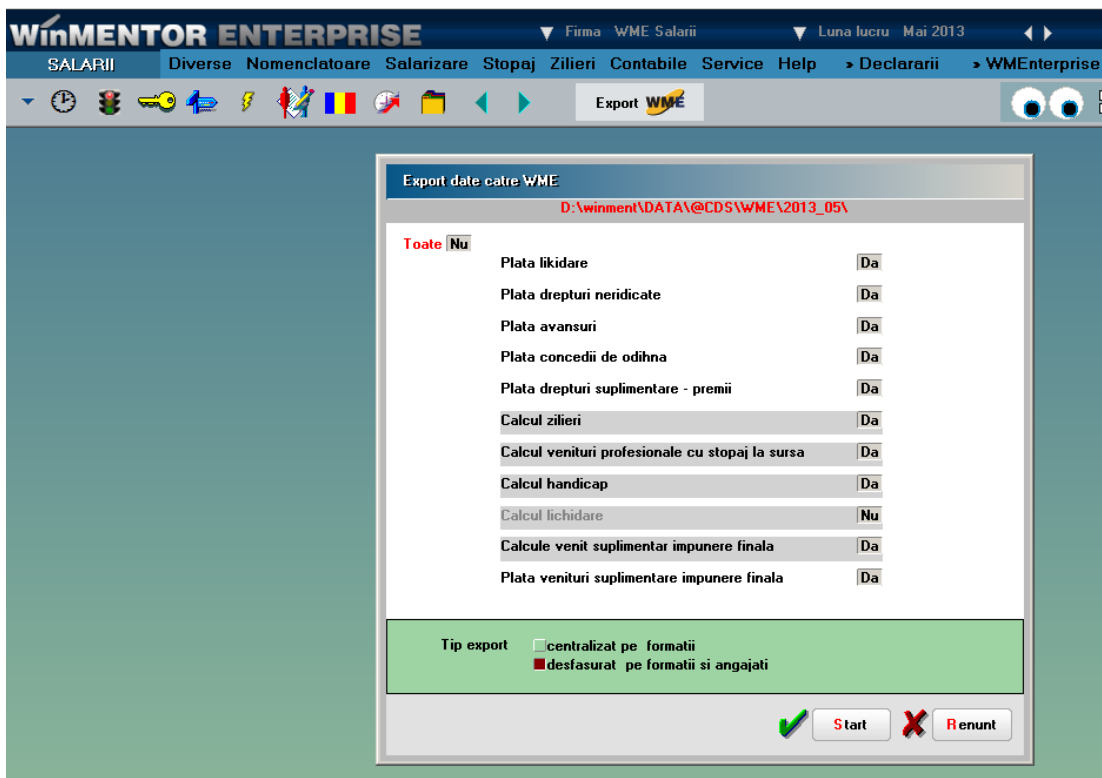 WinMENTOR ENTERPRISE Firma WME Salarii Luna lucru Mai 2013
SALARII Diverse Nomenclatoare Salarizare Stopaj Zilieri Contabile Service Help » Declararii » WMEnterprise
Export WME
Export date catre WME
D:\winment\DATA\@CDS\WME\2013_05\
Toate Nu
Plata likidare Da
Plata drepturi neridicate Da
Plata avansuri Da
Plata concedii de odihna Da
Plata drepturi suplimentare - premii Da
Calcul zilieri Da
Calcul venituri profesionale cu stopaj la sursa Da
Calcul handicap Da
Calcul lichidare Nu
Calcule venit suplimentar impunere finala Da
Plata venituri suplimentare impunere finala Da
Tip export centralizat pe formatii
desfasurat pe formatii si angajati
Start Renunt